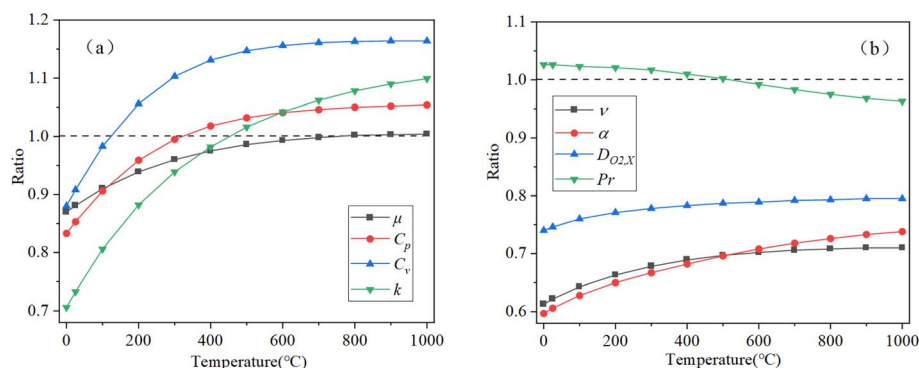 (a)
1.2
1.1
1.0
0.9
0.8
0.7
Ratio
μ
Cp
Cv
k
0 200 400 600 800 1000
Temperature(℃)
(b)
1.1
1.0
0.9
0.8
0.7
0.6
Ratio
ν
α
DO2,X
Pr
0 200 400 600 800 1000
Temperature(℃)